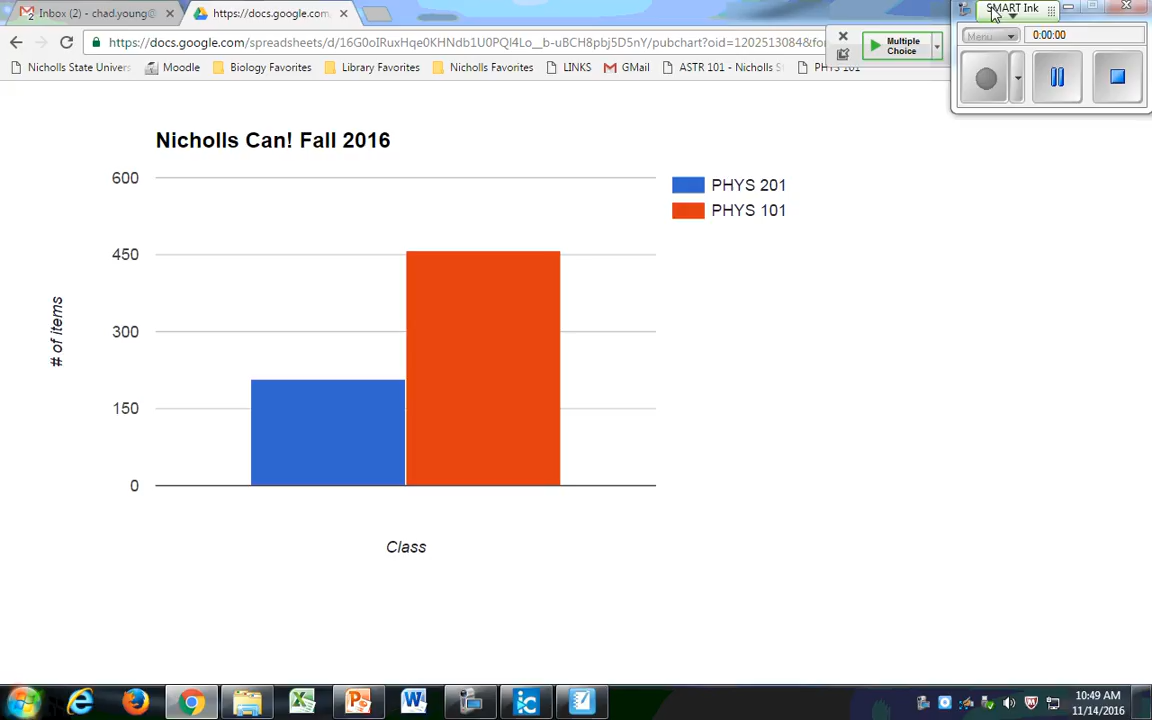 Inbox (2) - chad.young@
https://docs.google.com
SMART Ink
https://docs.google.com/spreadsheets/d/16G0oIRuxHqe0KHNdb1U0PQI4Lo__b-uBCH8pbj5D5nY/pubchart?oid=1202513084&fo
Multiple
Choice
Menu
0:00:00
Nicholls State Univers
Moodle
Biology Favorites
Library Favorites
Nicholls Favorites
LINKS
GMail
ASTR 101 - Nicholls S
PHYS 101
Nicholls Can! Fall 2016
600
450
300
150
0
# of items
Class
PHYS 201
PHYS 101
10:49 AM
11/14/2016